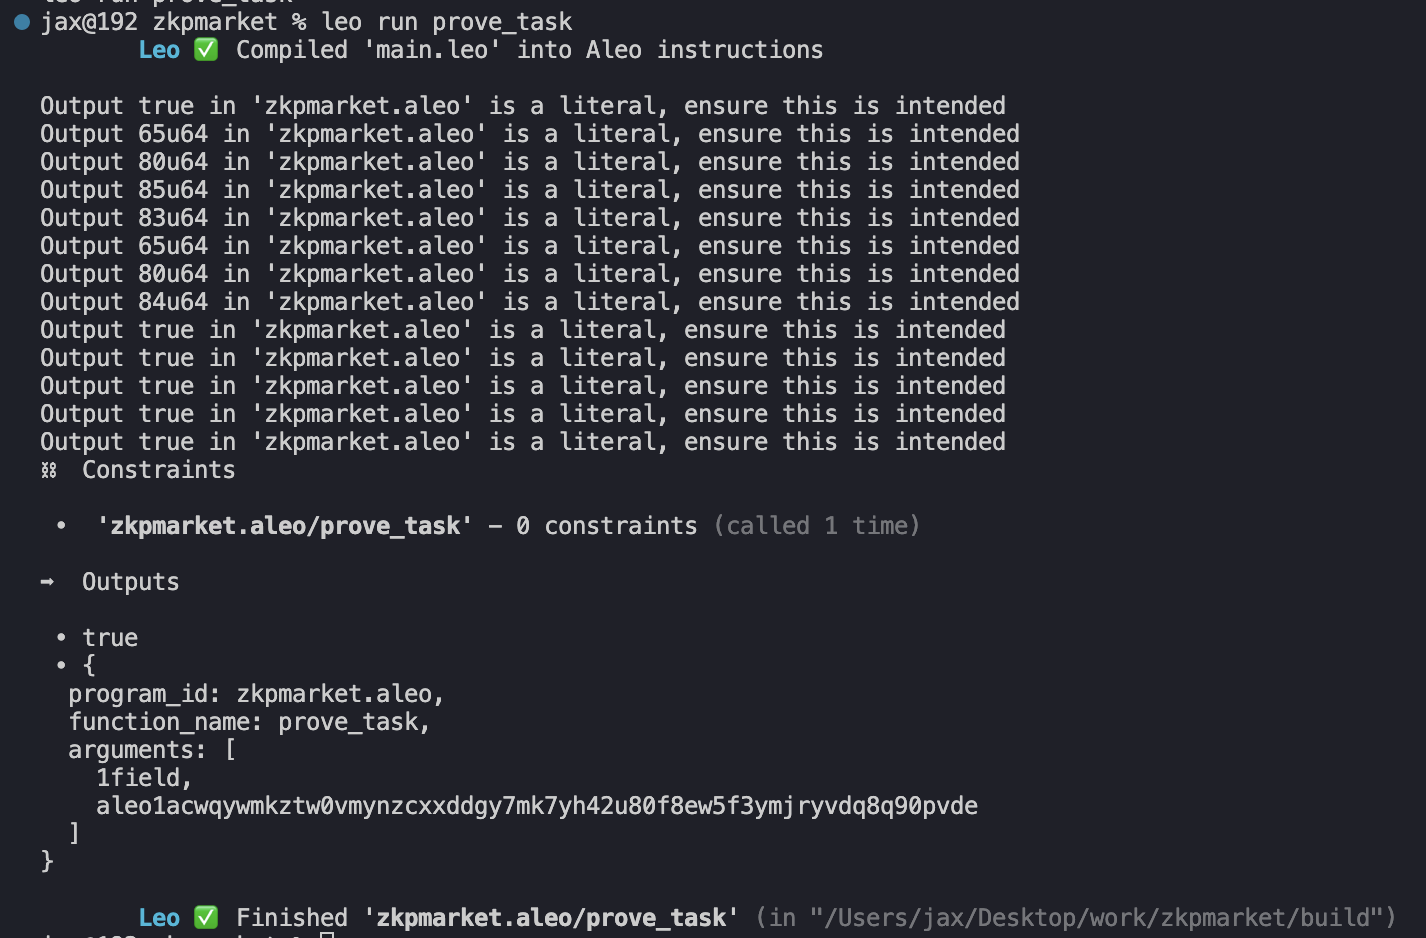 leo run prove_task
jax@192 zkpmarket % leo run prove_task
Leo ✅ Compiled 'main.leo' into Aleo instructions
Output true in 'zkpmarket.aleo' is a literal, ensure this is intended
Output 65u64 in 'zkpmarket.aleo' is a literal, ensure this is intended
Output 80u64 in 'zkpmarket.aleo' is a literal, ensure this is intended
Output 85u64 in 'zkpmarket.aleo' is a literal, ensure this is intended
Output 83u64 in 'zkpmarket.aleo' is a literal, ensure this is intended
Output 65u64 in 'zkpmarket.aleo' is a literal, ensure this is intended
Output 80u64 in 'zkpmarket.aleo' is a literal, ensure this is intended
Output 84u64 in 'zkpmarket.aleo' is a literal, ensure this is intended
Output true in 'zkpmarket.aleo' is a literal, ensure this is intended
Output true in 'zkpmarket.aleo' is a literal, ensure this is intended
Output true in 'zkpmarket.aleo' is a literal, ensure this is intended
Output true in 'zkpmarket.aleo' is a literal, ensure this is intended
Output true in 'zkpmarket.aleo' is a literal, ensure this is intended
⛓ Constraints
• 'zkpmarket.aleo/prove_task' - 0 constraints (called 1 time)
➡ Outputs
• true
• {
program_id: zkpmarket.aleo,
function_name: prove_task,
arguments: [
1field,
aleo1acwqywmkztw0vmynzcxxddgy7mk7yh42u80f8ew5f3ymjryvdq8q90pvde
]
}
Leo ✅ Finished 'zkpmarket.aleo/prove_task' (in "/Users/jax/Desktop/work/zkpmarket/build")